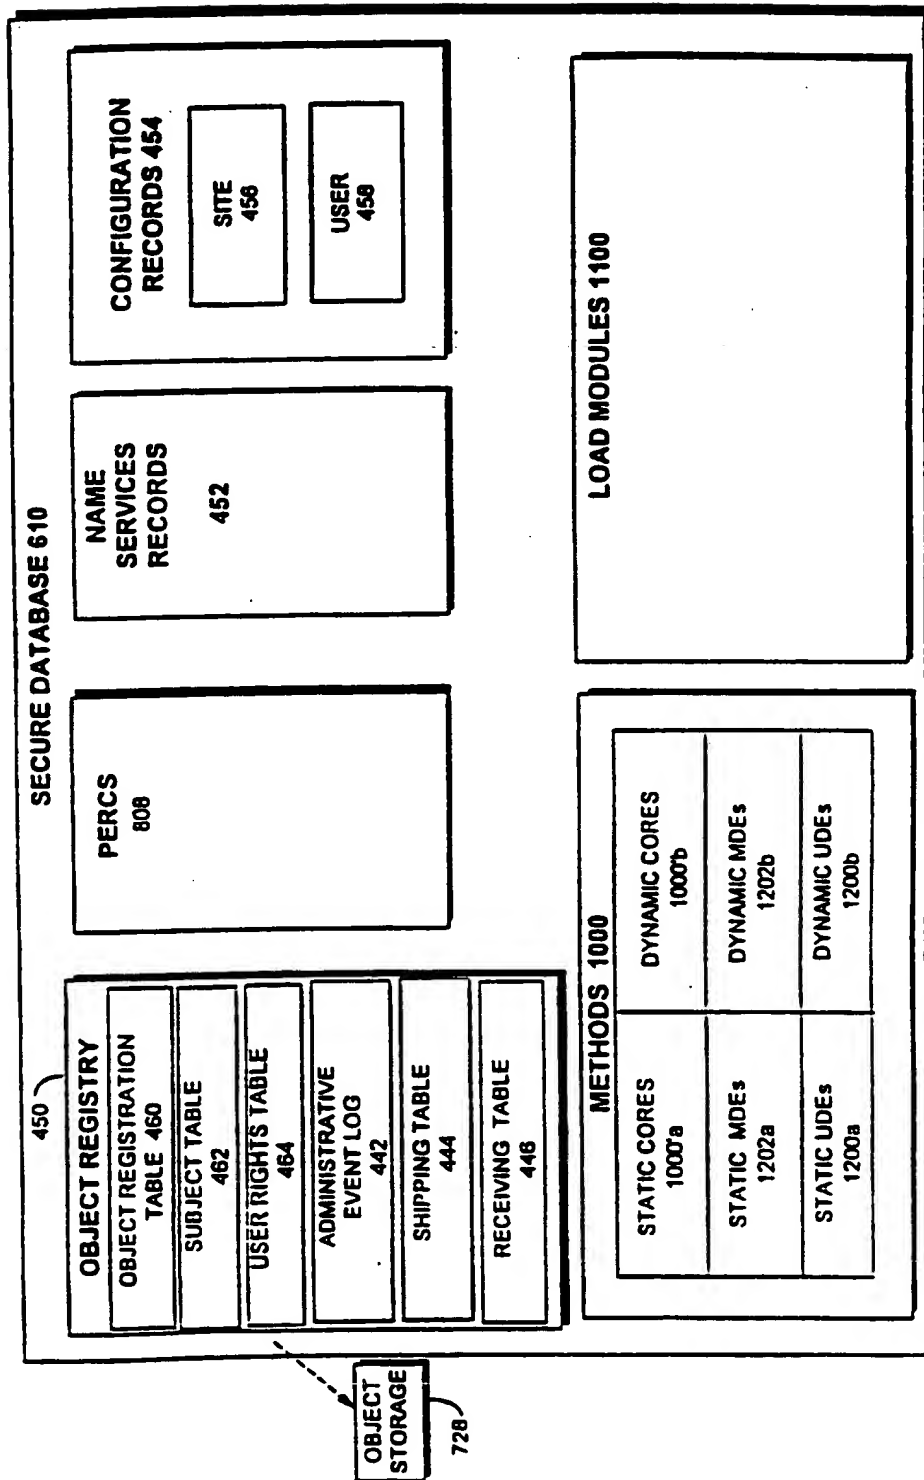 SECURE DATABASE 610
450
OBJECT REGISTRY
OBJECT REGISTRATION
TABLE 460
SUBJECT TABLE
462
USER RIGHTS TABLE
464
ADMINISTRATIVE
EVENT LOG
442
SHIPPING TABLE
444
RECEIVING TABLE
446
OBJECT
STORAGE
728
PERCS
808
NAME
SERVICES
RECORDS
452
CONFIGURATION
RECORDS 454
SITE
456
USER
458
METHODS 1000
STATIC CORES
1000'a
DYNAMIC CORES
1000'b
STATIC MDEs
1202a
DYNAMIC MDEs
1202b
STATIC UDEs
1200a
DYNAMIC UDEs
1200b
LOAD MODULES 1100